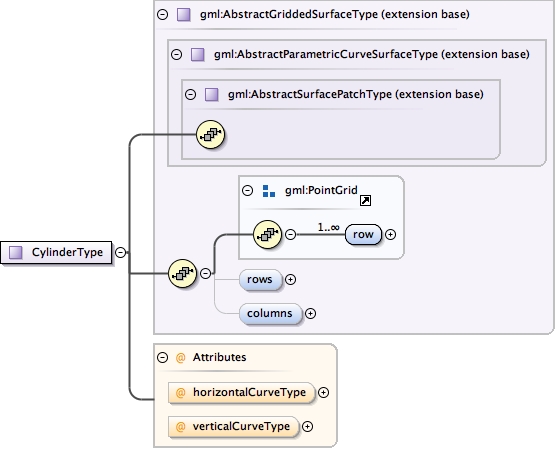 gml:AbstractGriddedSurfaceType (extension base)
gml:AbstractParametricCurveSurfaceType (extension base)
gml:AbstractSurfacePatchType (extension base)
gml:PointGrid
1..∞
row
CylinderType
rows
columns
@ Attributes
@ horizontalCurveType
@ verticalCurveType